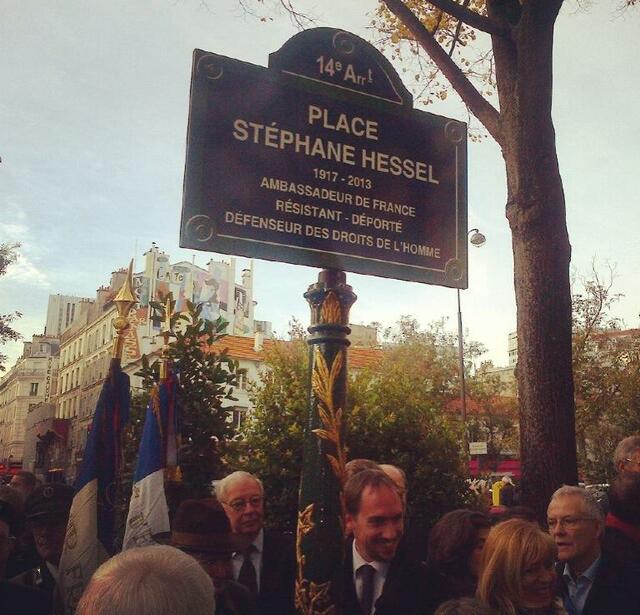 14e Arrt
PLACE
STÉPHANE HESSEL
1917 - 2013
AMBASSADEUR DE FRANCE
RÉSISTANT - DÉPORTÉ
DÉFENSEUR DES DROITS DE L'HOMME